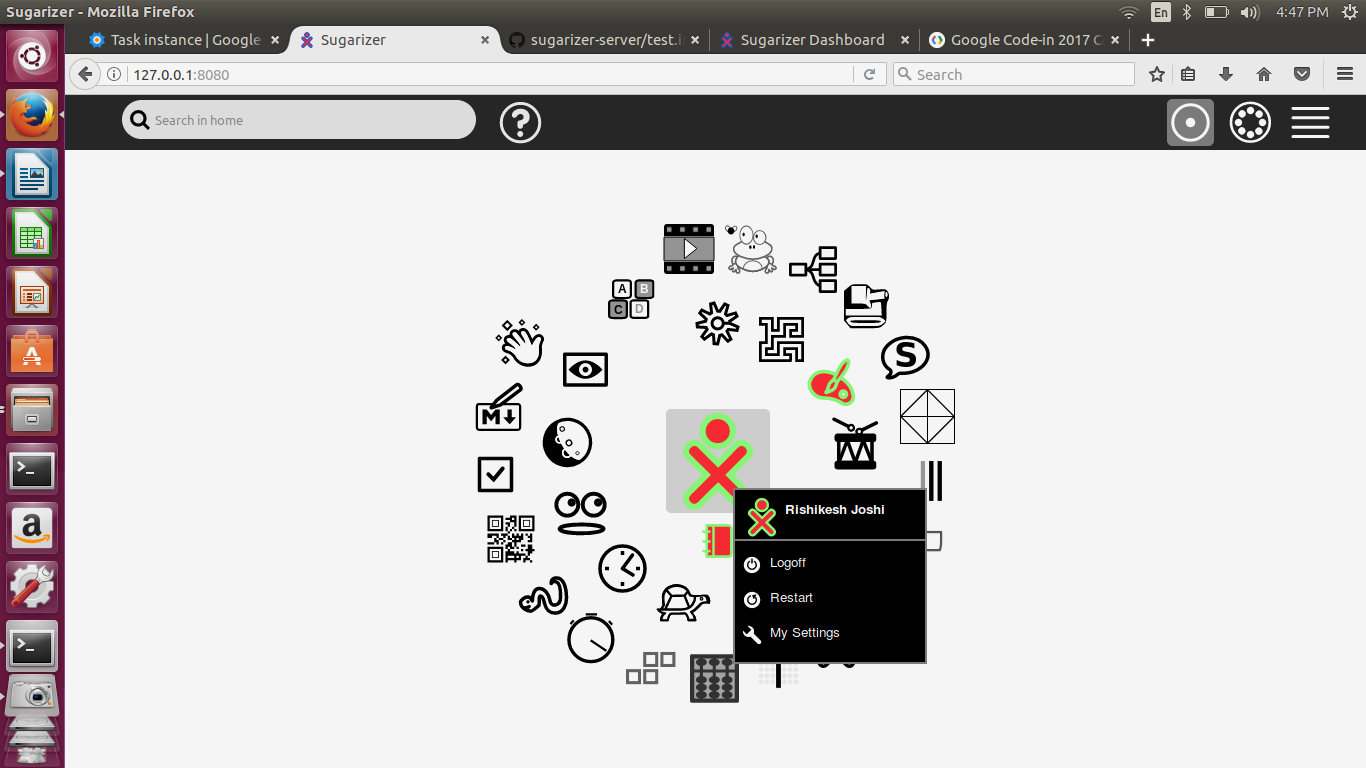 Sugarizer - Mozilla Firefox
En
4:47 PM
Task instance | Google
Sugarizer
sugarizer-server/test.i
Sugarizer Dashboard
Google Code-in 2017 C
127.0.0.1:8080
Search
Search in home
?
A B
C D
S
M
Rishikesh Joshi
Logoff
Restart
My Settings
A
a